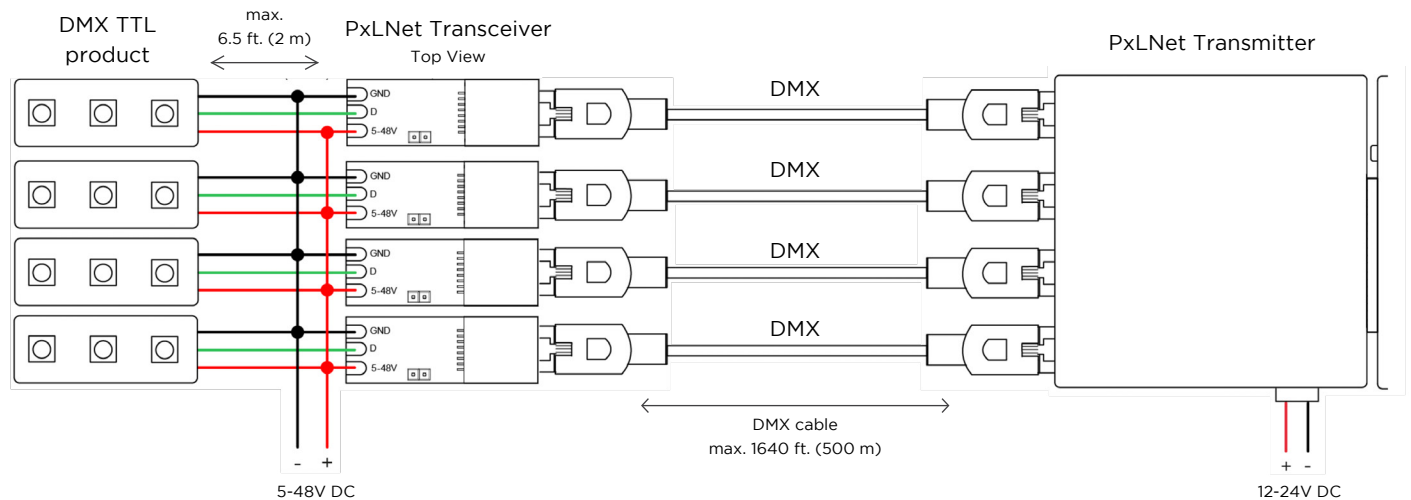 DMX TTL
product
max.
6.5 ft. (2 m)
PxLNet Transceiver
Top View
PxLNet Transmitter
GND
D
5-48V
DMX
GND
D
5-48V
DMX
GND
D
5-48V
DMX
GND
D
5-48V
DMX
DMX cable
max. 1640 ft. (500 m)
- +
5-48V DC
+ -
12-24V DC